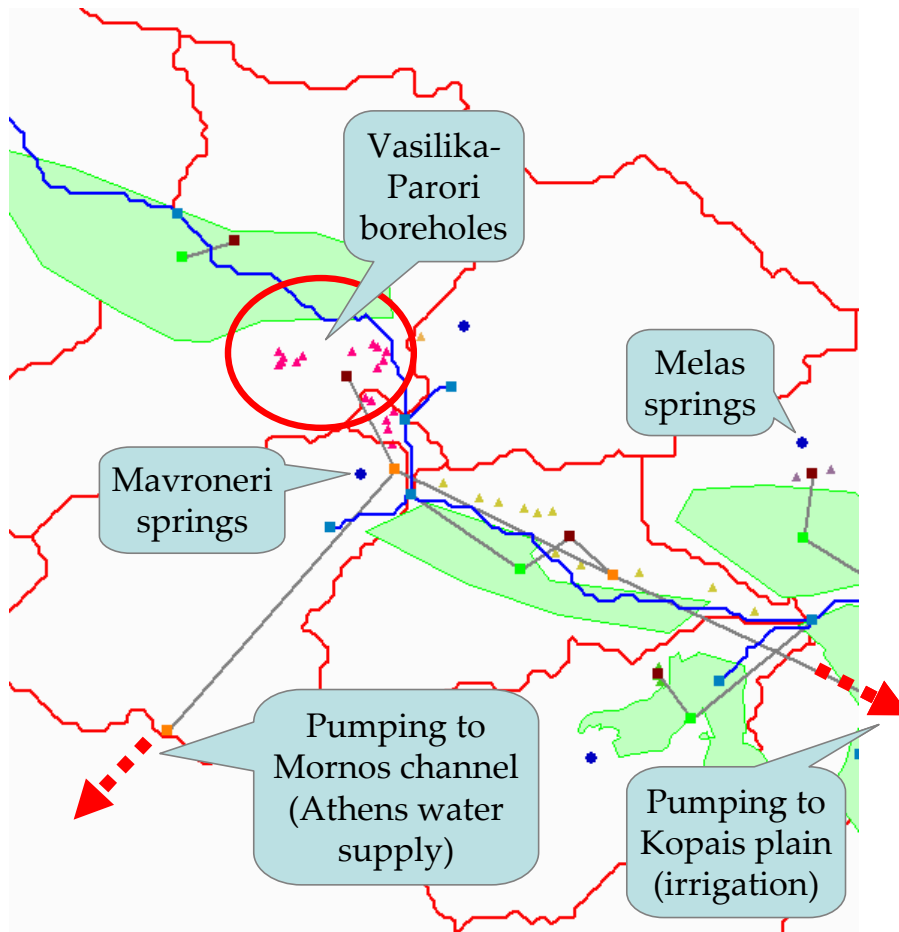 Vasilika-
Parori
boreholes
Melas
springs
Mavroneri
springs
Pumping to
Mornos channel
(Athens water
supply)
Pumping to
Kopais plain
(irrigation)